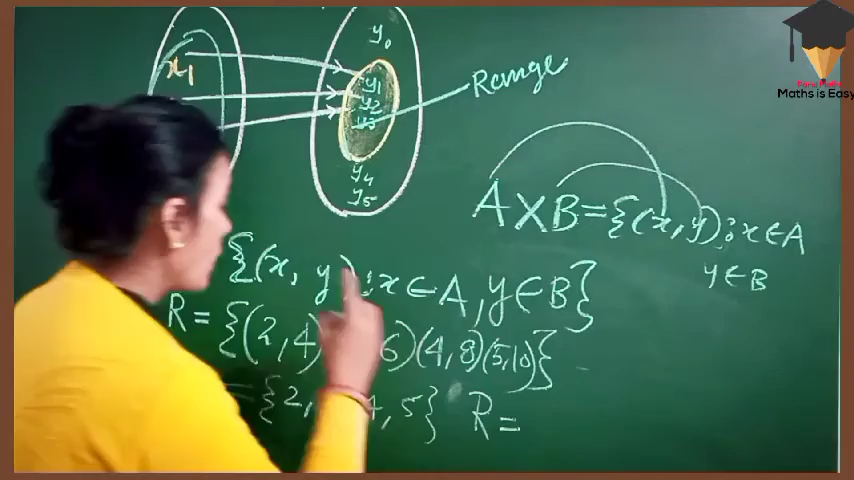 y₀
x₁
y₁
y₂
y₃
Range
y₄
y₅
A×B={(x,y);x∈A
y∈B
{(x, y);x∈A,y∈B}
R={(2,4) 6)(4,8)(5,10)}
={2, 4,5} R=
Maths is Easy